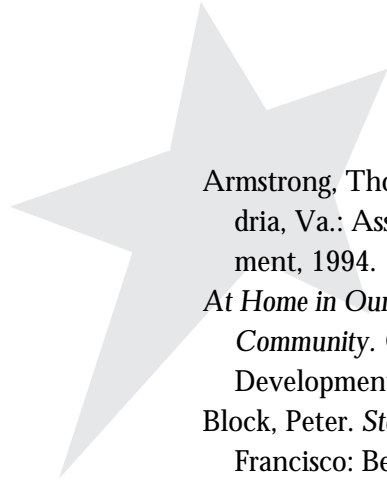 Armstrong, Tho
dria, Va.: Ass
ment, 1994.
At Home in Our
Community.
Development
Block, Peter. St
Francisco: Be